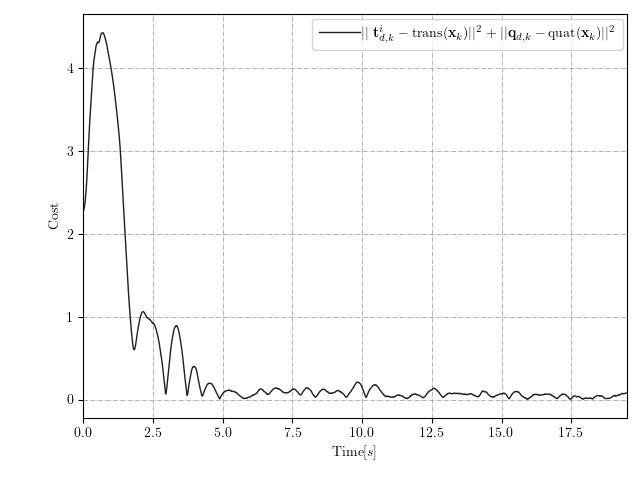 || t^i_{d,k} − trans(x_k)||² + ||q_{d,k} − quat(x_k)||²
4
3
2
1
0
Cost
0.0 2.5 5.0 7.5 10.0 12.5 15.0 17.5
Time[s]